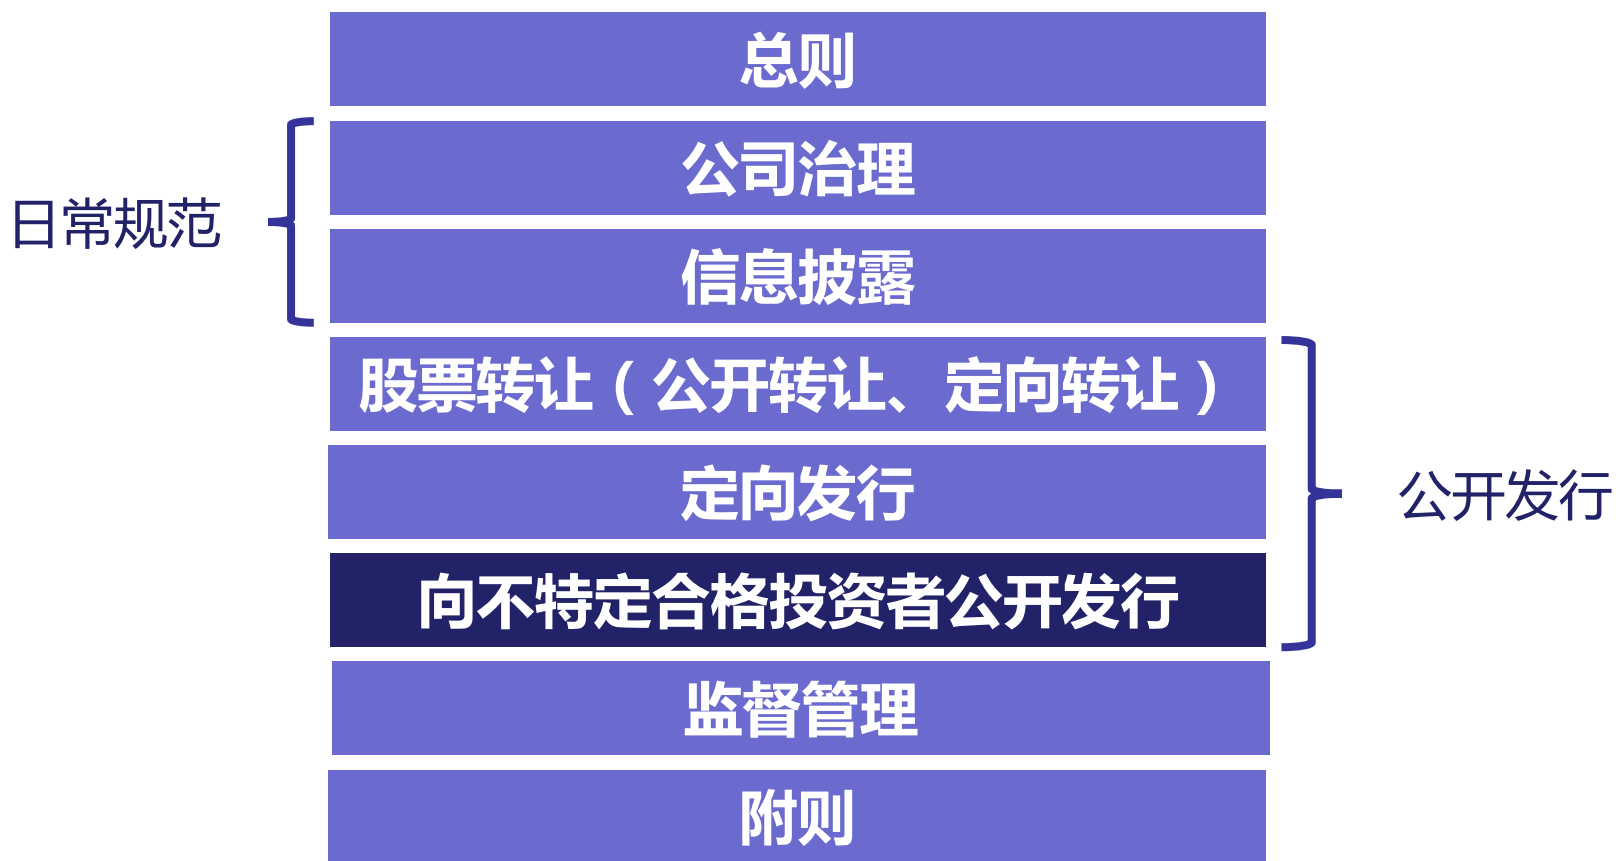 总则
公司治理
日常规范
信息披露
股票转让（公开转让、定向转让）
定向发行
公开发行
向不特定合格投资者公开发行
监督管理
附则